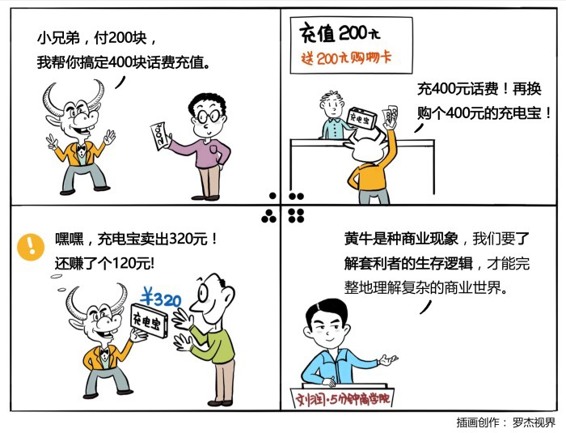 小兄弟，付200块，
我帮你搞定400块话费充值。
充值200元
送200元购物卡
充400元话费！再换
购个400元的充电宝！
充电宝
嘿嘿，充电宝卖出320元！
还赚了个120元!
¥320
充电宝
黄牛是种商业现象，我们要了
解套利者的生存逻辑，才能完
整地理解复杂的商业世界。
刘润·5分钟商学院
插画创作： 罗杰视界